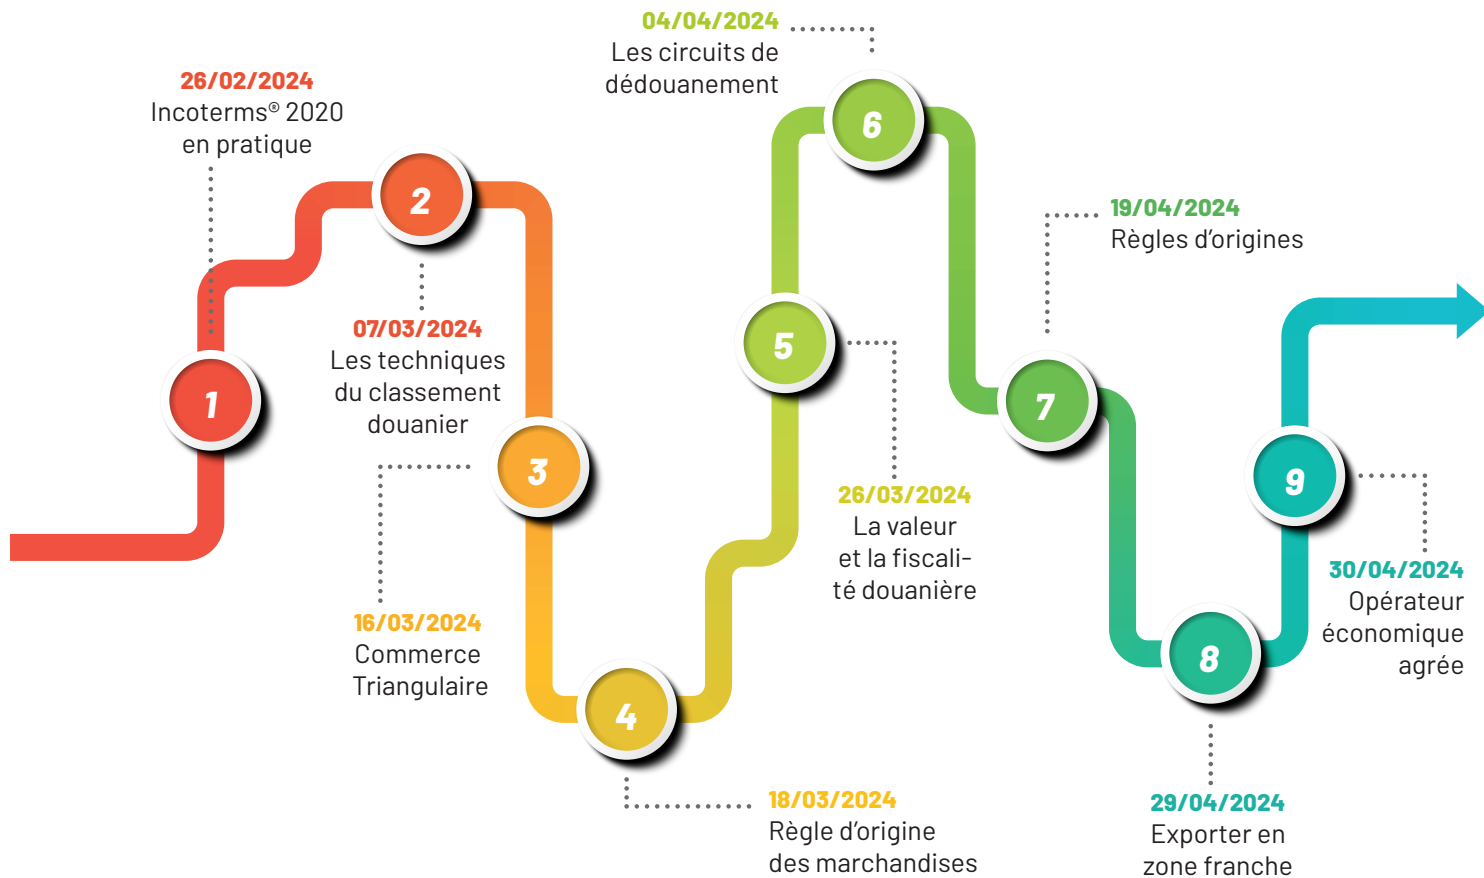 26/02/2024
Incoterms® 2020
en pratique
1
2
07/03/2024
Les techniques
du classement
douanier
3
16/03/2024
Commerce
Triangulaire
4
18/03/2024
Règle d'origine
des marchandises
5
26/03/2024
La valeur
et la fiscali-
té douanière
04/04/2024
Les circuits de
dédouanement
6
19/04/2024
Règles d'origines
7
8
29/04/2024
Exporter en
zone franche
9
30/04/2024
Opérateur
économique
agrée